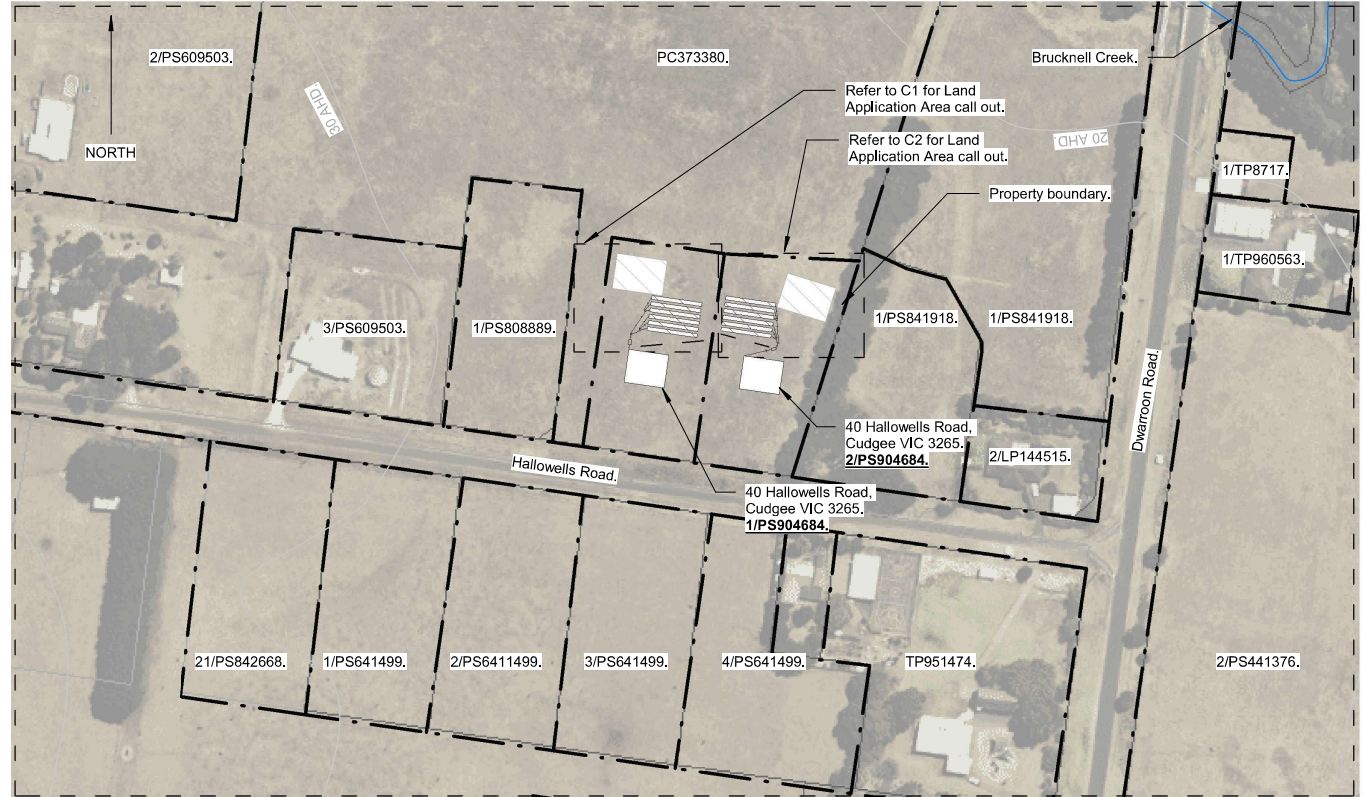 2/PS609503.
PC373380.
Brucknell Creek.
Refer to C1 for Land
Application Area call out.
30 AHD.
Refer to C2 for Land
Application Area call out.
20 AHD.
NORTH
1/TP8717.
Property boundary.
1/TP960563.
3/PS609503.
1/PS808889.
1/PS841918.
1/PS841918.
Dwarroon Road.
40 Hallowells Road,
Cudgee VIC 3265.
2/PS904684.
2/LP144515.
Hallowells Road.
40 Hallowells Road,
Cudgee VIC 3265.
1/PS904684.
21/PS842668.
1/PS641499.
2/PS6411499.
3/PS641499.
4/PS641499.
TP951474.
2/PS441376.